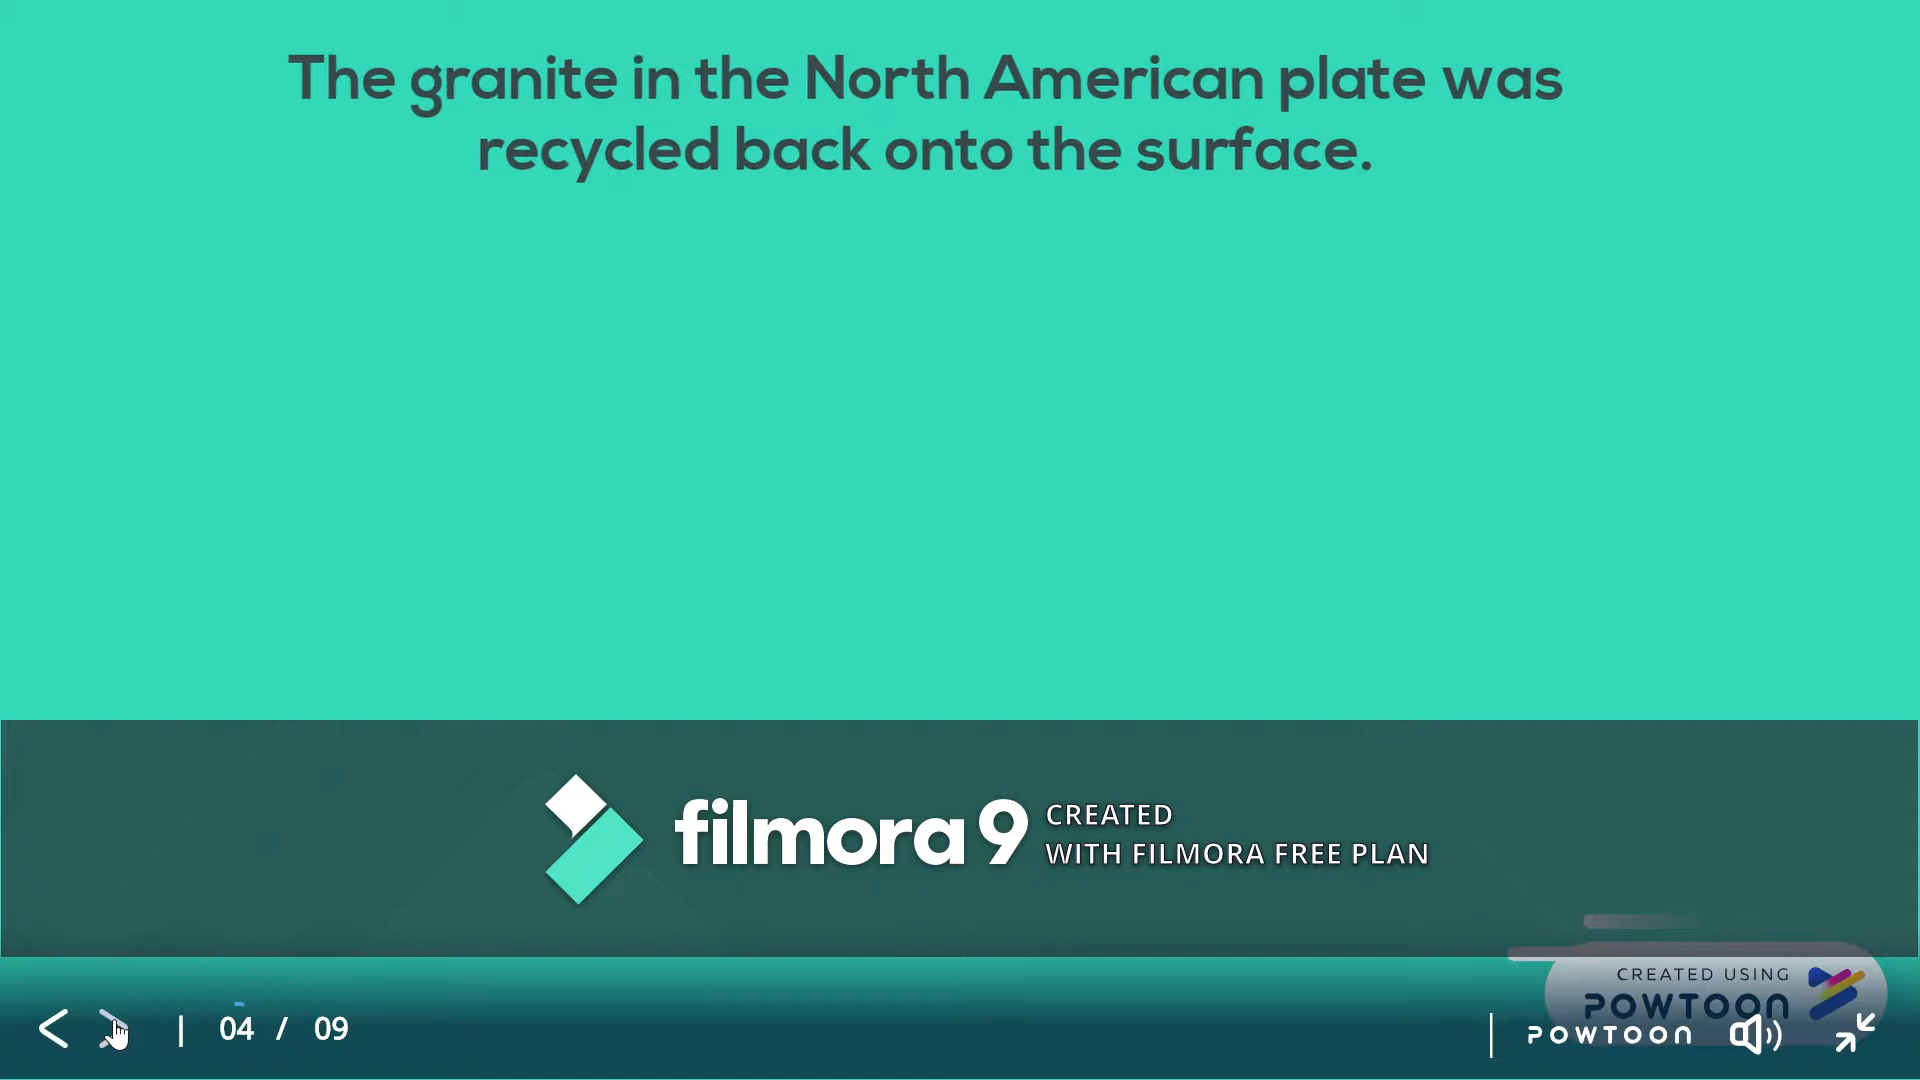 The granite in the North American plate was
recycled back onto the surface.
filmora 9
CREATED
WITH FILMORA FREE PLAN
CREATED USING
POWTOON
04 / 09
POWTOON